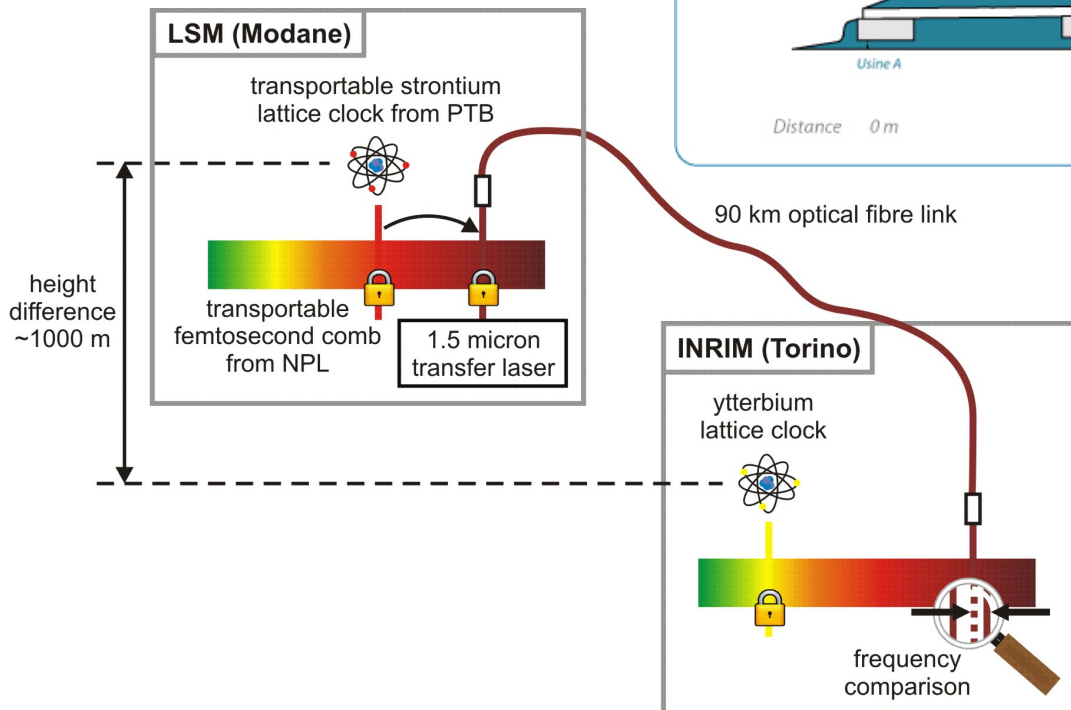 LSM (Modane)
transportable strontium
lattice clock from PTB
Usine A
Distance 0 m
90 km optical fibre link
height
difference
~1000 m
transportable
femtosecond comb
from NPL
1.5 micron
transfer laser
INRIM (Torino)
ytterbium
lattice clock
frequency
comparison